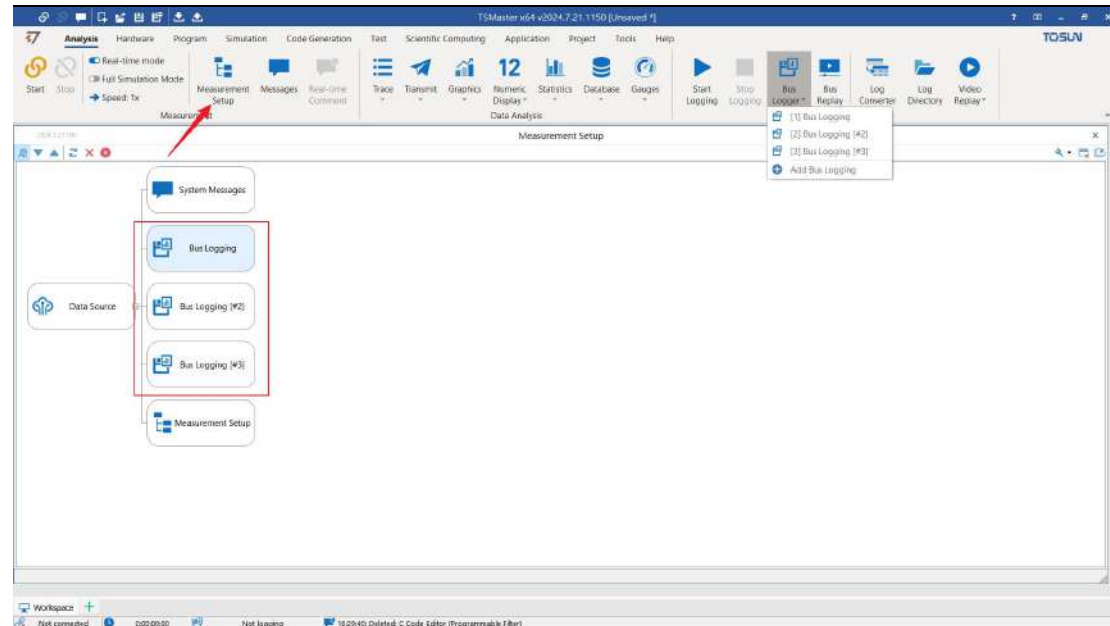 TSMaster x64 v2024.7.21.1150 [Unsaved *]
Analysis Hardware Program Simulation Code Generation Test Scientific Computing Application Project Tools Help
TOSUN
Start Stop
Real-time mode
Full Simulation Mode
Speed: 1x
Measurement Setup
Messages
Real-time Comment
Trace
Transmit
Graphics
Numeric Display
Statistics
Database
Gauges
Start Logging
Stop Logging
Bus Logger
Bus Replay
Log Converter
Log Directory
Video Replay
Measurement
Data Analysis
[1] Bus Logging
[2] Bus Logging [#2]
[3] Bus Logging [#3]
Add Bus Logging
Measurement Setup
System Messages
Bus Logging
Data Source
Bus Logging [#2]
Bus Logging [#3]
Measurement Setup
Workspace
Not connected
0:00:00:00
Not logging
18:29:40: Deleted: C Code Editor [Programmable Filter]